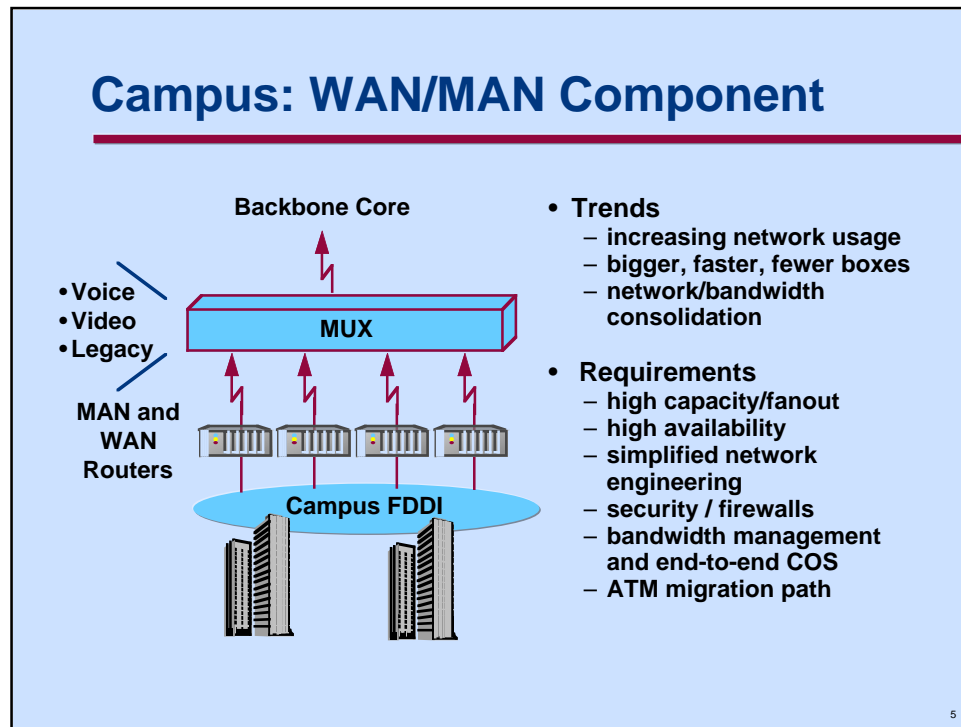 Campus: WAN/MAN Component
Backbone Core
•Voice
•Video
•Legacy
MUX
MAN and
WAN
Routers
Campus FDDI
• Trends
– increasing network usage
– bigger, faster, fewer boxes
– network/bandwidth
consolidation
• Requirements
– high capacity/fanout
– high availability
– simplified network
engineering
– security / firewalls
– bandwidth management
and end-to-end COS
– ATM migration path
5